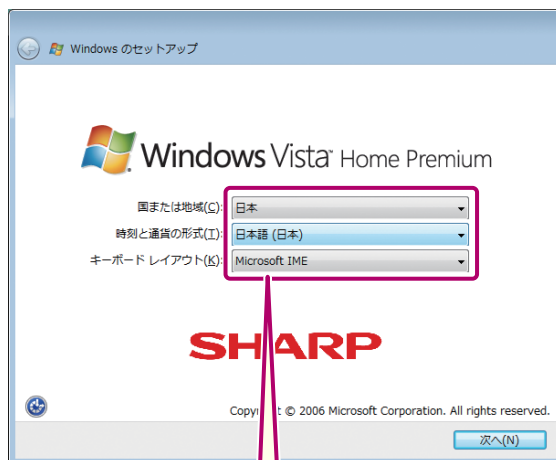 Windows のセットアップ
Windows Vista™ Home Premium
国または地域(C): 日本
時刻と通貨の形式(T): 日本語 (日本)
キーボード レイアウト(K): Microsoft IME
SHARP
Copyright © 2006 Microsoft Corporation. All rights reserved.
次へ(N)